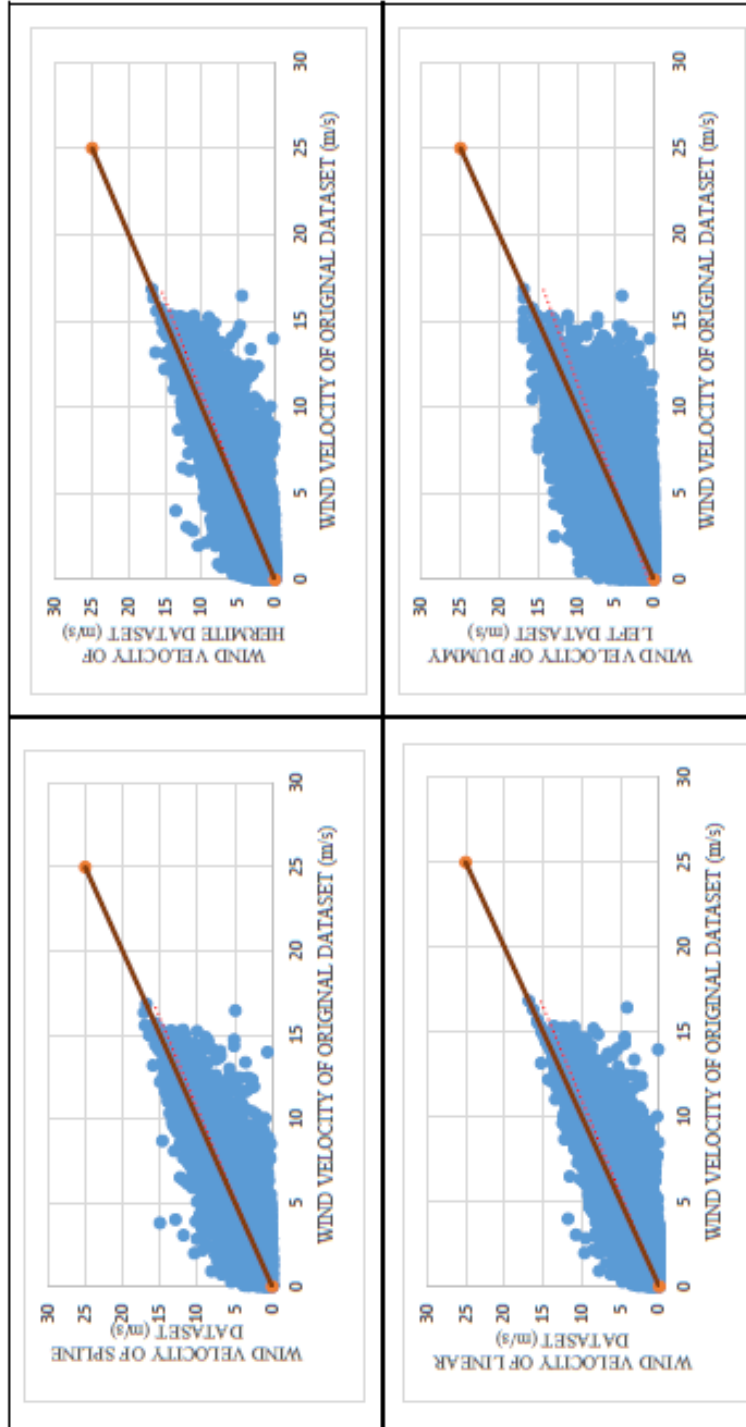 WIND VELOCITY OF SPLINE
DATASET (m/s)
30
25
20
15
10
5
0
0 5 10 15 20 25 30
WIND VELOCITY OF ORIGINAL DATASET (m/s)
WIND VELOCITY OF
HERMITE DATASET (m/s)
30
25
20
15
10
5
0
0 5 10 15 20 25 30
WIND VELOCITY OF ORIGINAL DATASET (m/s)
WIND VELOCITY OF LINEAR
DATASET (m/s)
30
25
20
15
10
5
0
0 5 10 15 20 25 30
WIND VELOCITY OF ORIGINAL DATASET (m/s)
WIND VELOCITY OF DUMMY
LEFT DATASET (m/s)
30
25
20
15
10
5
0
0 5 10 15 20 25 30
WIND VELOCITY OF ORIGINAL DATASET (m/s)